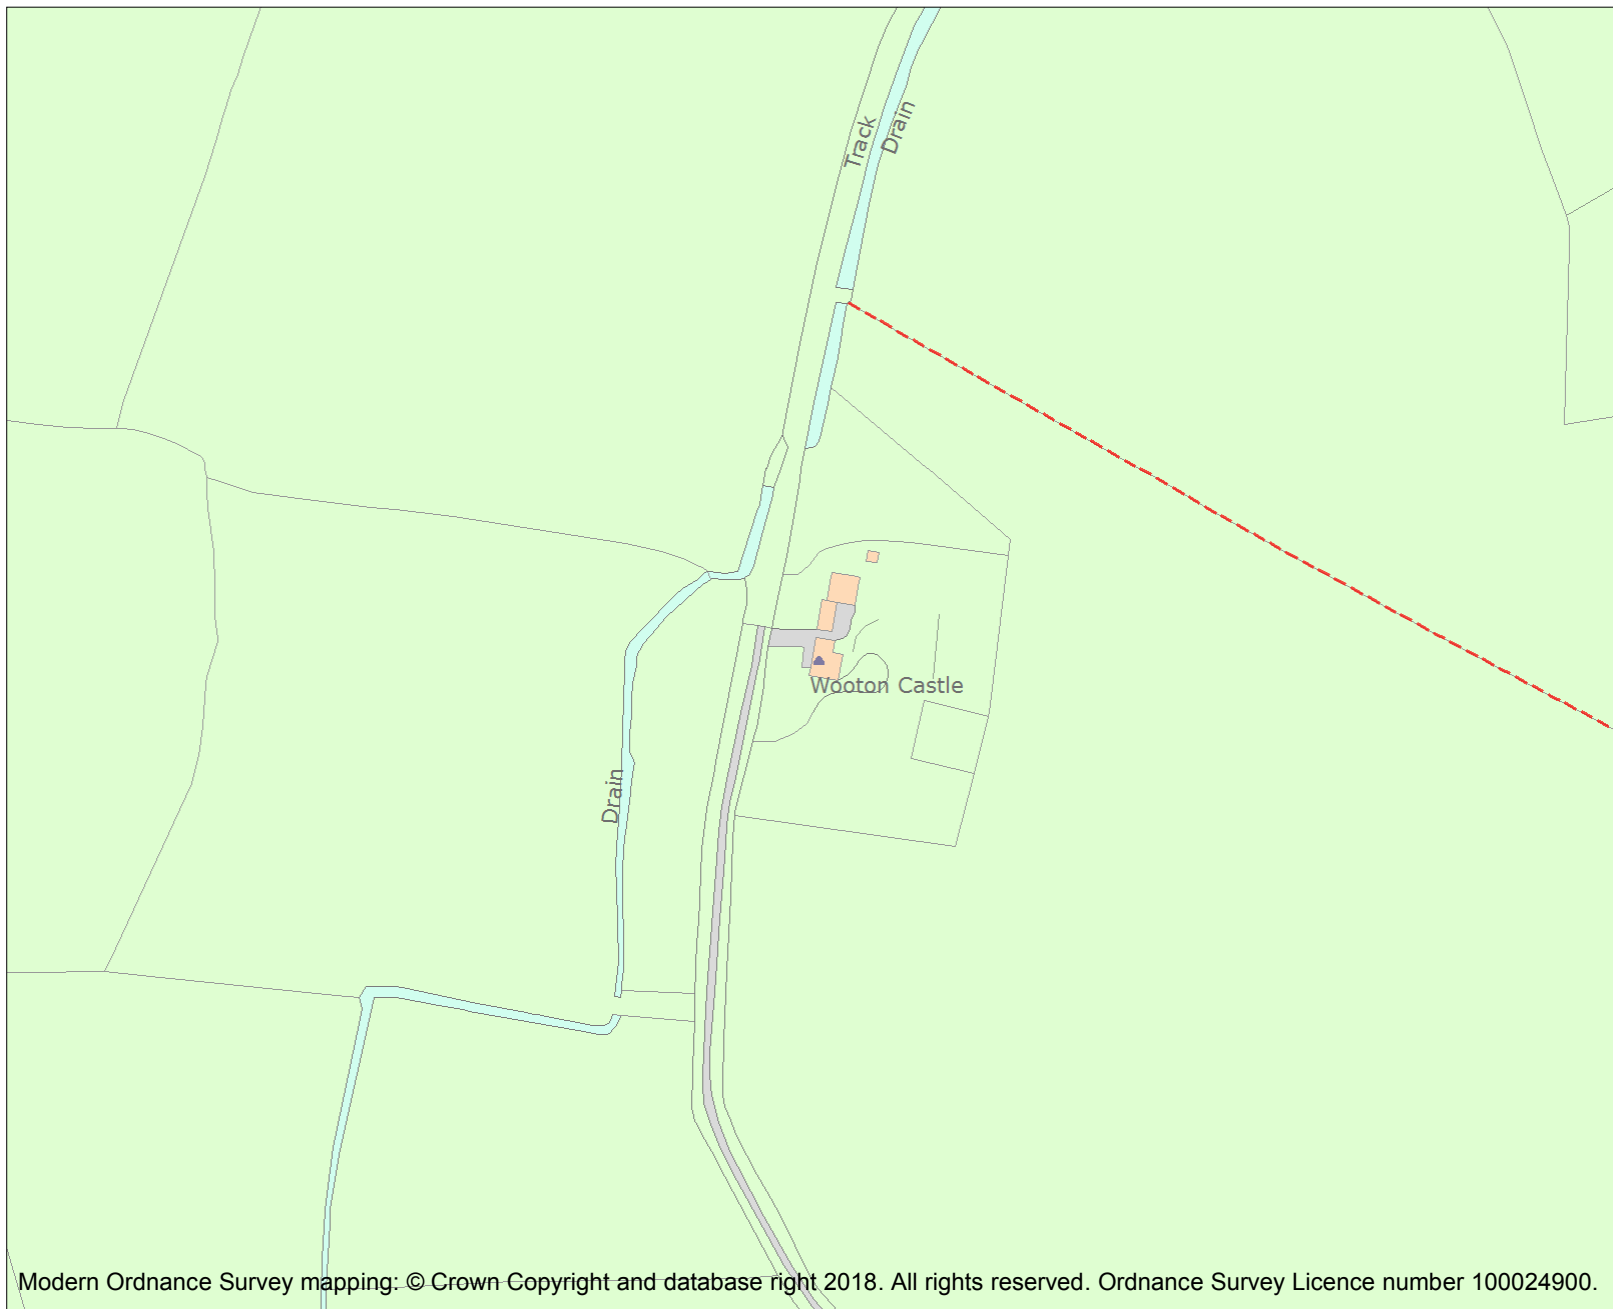 Track
Drain
Wooton Castle
Drain
Modern Ordnance Survey mapping: © Crown Copyright and database right 2018. All rights reserved. Ordnance Survey Licence number 100024900.